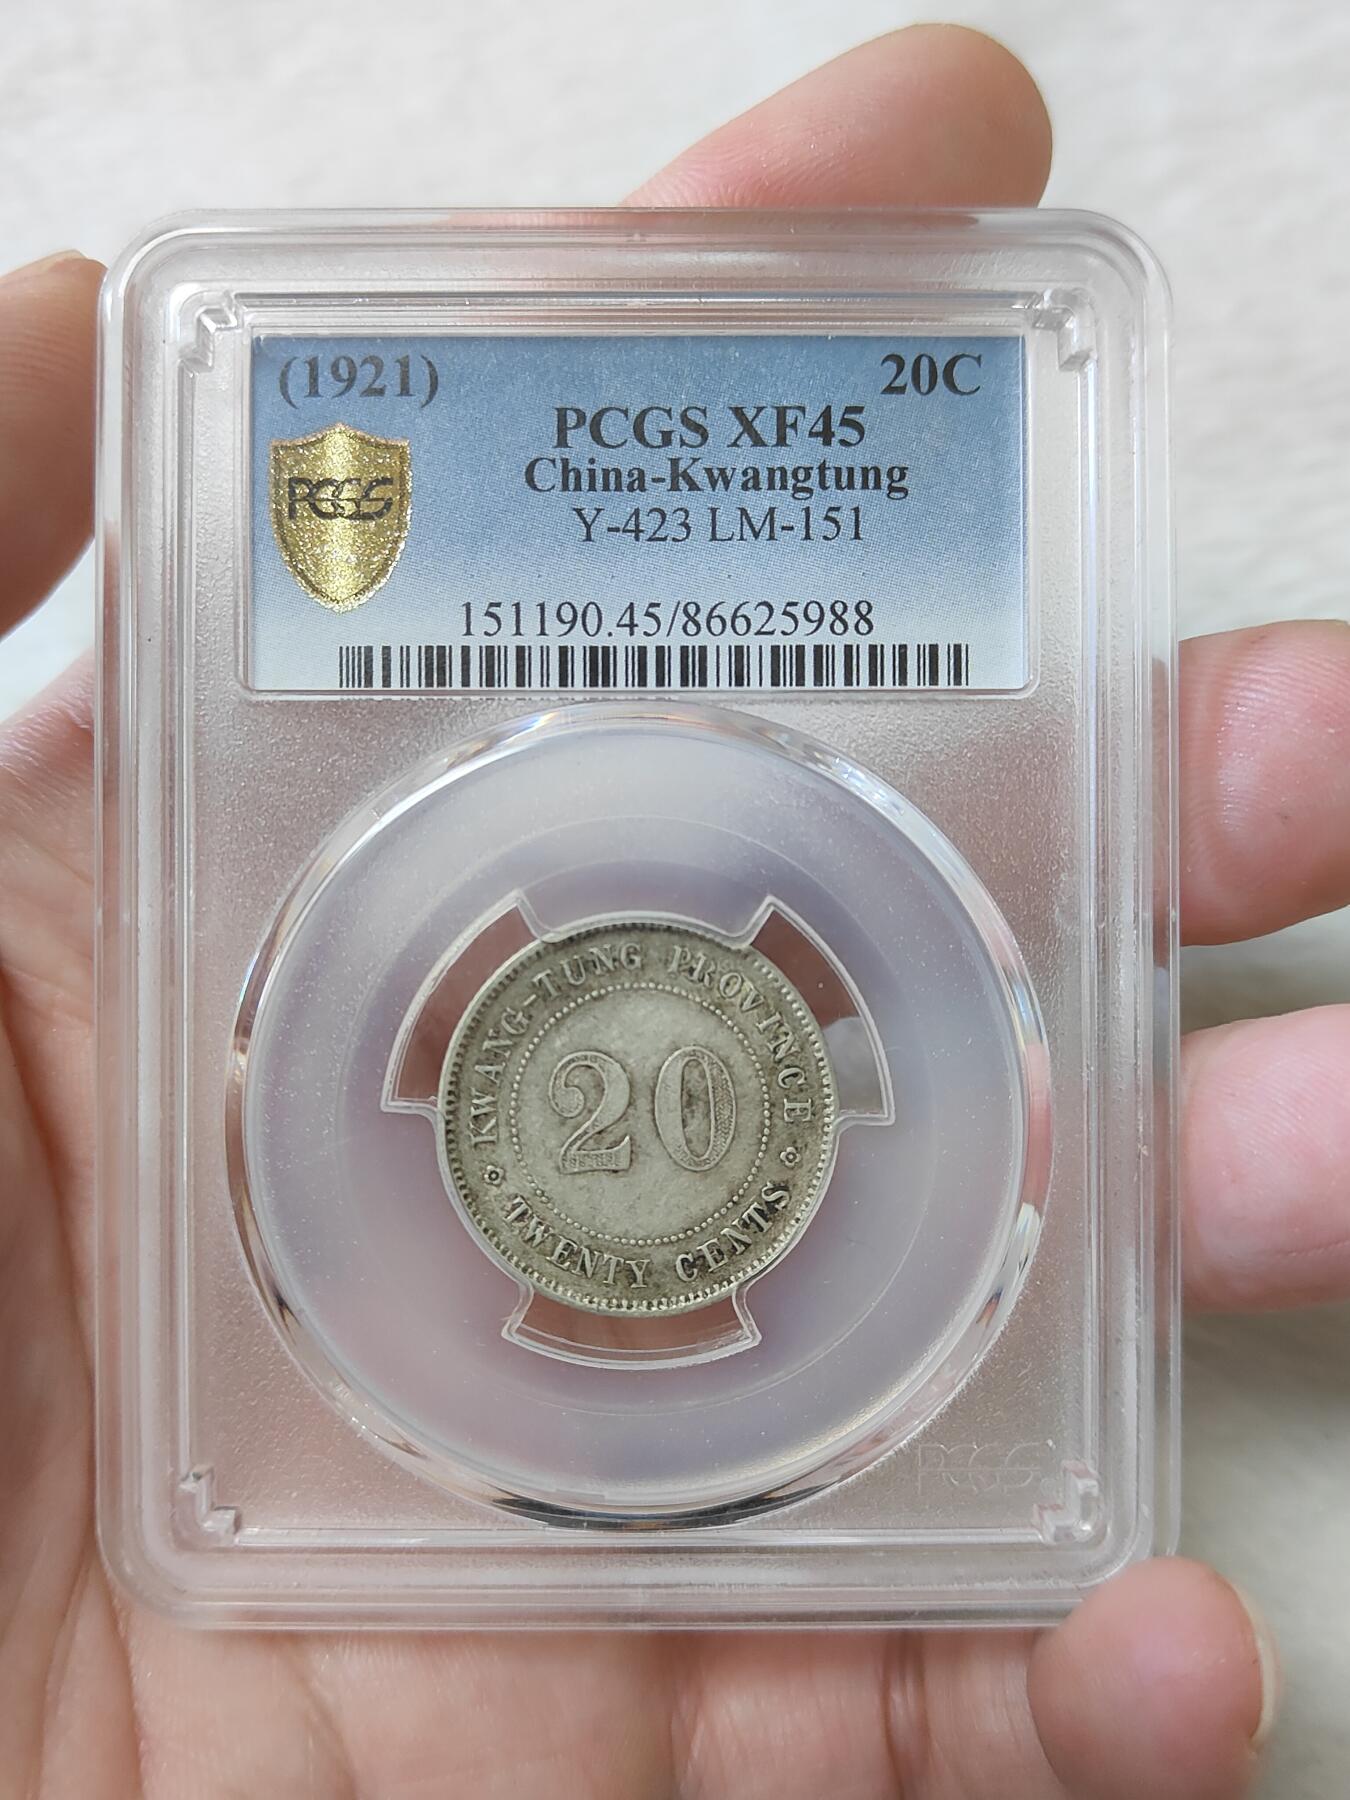 (1921) 20C
PCGS XF45
China-Kwangtung
PCGS
Y-423 LM-151
151190.45/86625988
KWANG-TUNG PROVINCE
20
TWENTY CENTS
PCGS